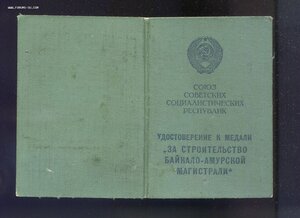 СОЮЗ
СОВЕТСКИХ
СОЦИАЛИСТИЧЕСКИХ
РЕСПУБЛИК
УДОСТОВЕРЕНИЕ К МЕДАЛИ
„ЗА СТРОИТЕЛЬСТВО
БАЙКАЛО-АМУРСКОЙ
МАГИСТРАЛИ"